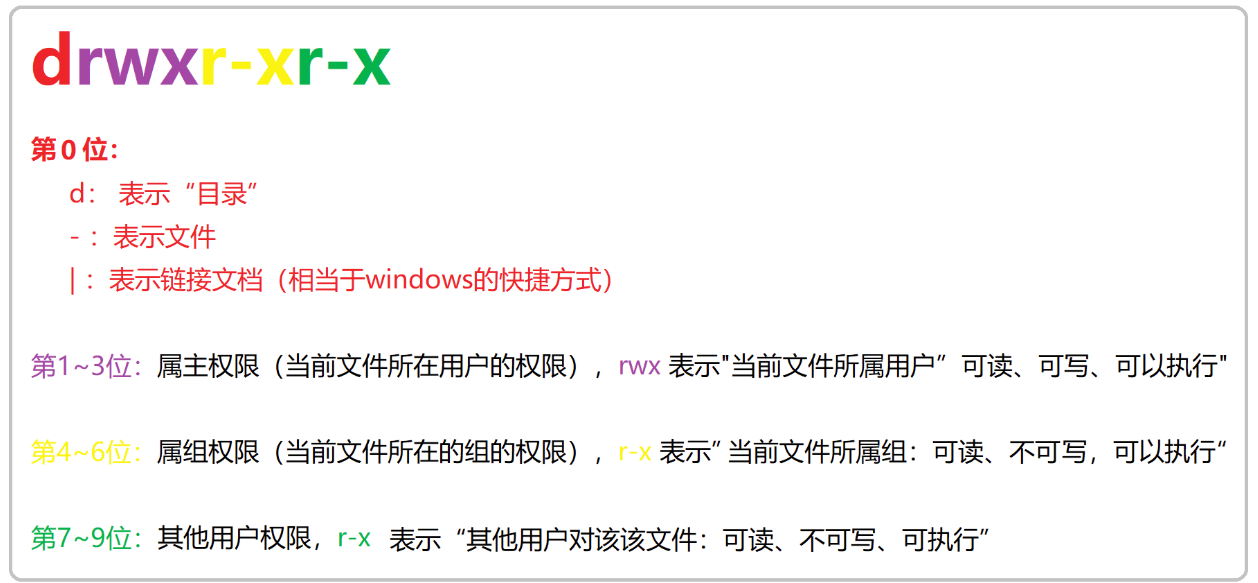 drwxr-xr-x
第0位：
d： 表示“目录”
- ：表示文件
| ：表示链接文档（相当于windows的快捷方式）
第1~3位：属主权限（当前文件所在用户的权限），rwx 表示"当前文件所属用户”可读、可写、可以执行"
第4~6位：属组权限（当前文件所在的组的权限），r-x 表示”当前文件所属组：可读、不可写，可以执行“
第7~9位：其他用户权限，r-x 表示“其他用户对该该文件：可读、不可写、可执行”